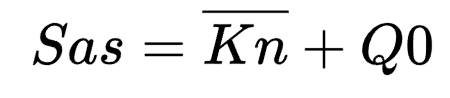 $Sas = \overline{Kn} + Q0$